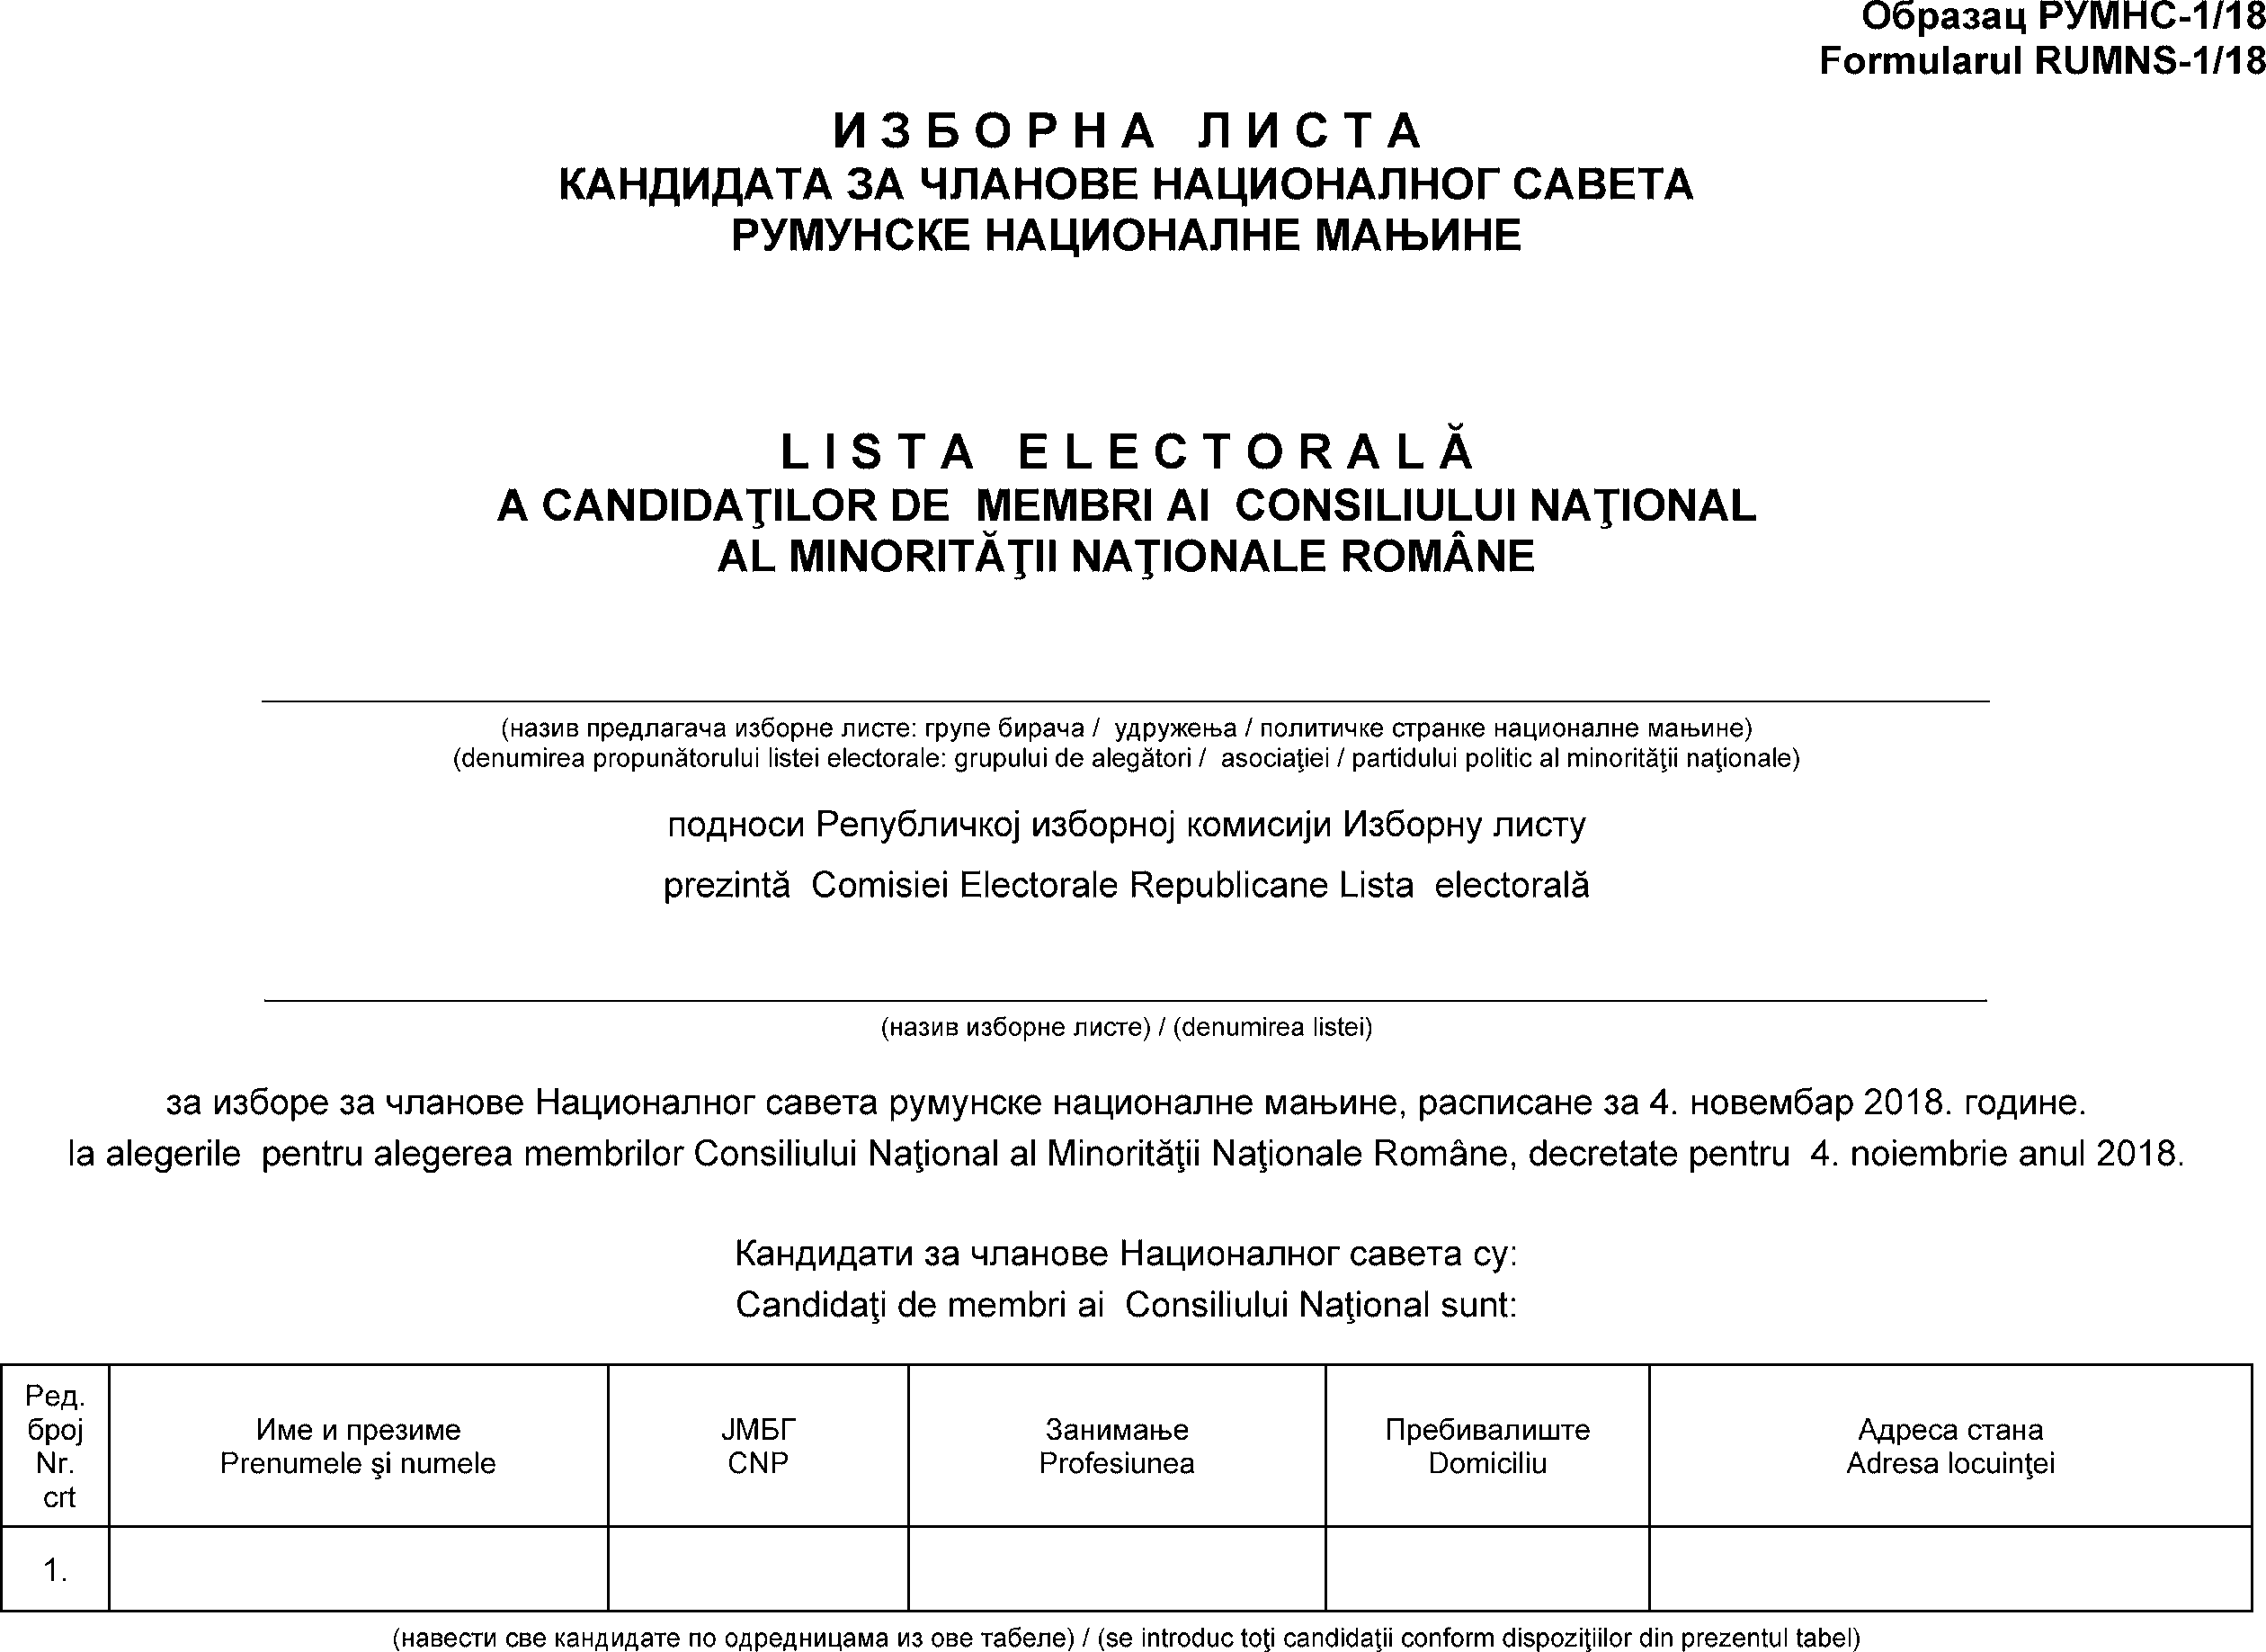 Образац РУМНС-1/18
Formularul RUMNS-1/18
И З Б О Р Н А   Л И С Т А
КАНДИДАТА ЗА ЧЛАНОВЕ НАЦИОНАЛНОГ САВЕТА
РУМУНСКЕ НАЦИОНАЛНЕ МАЊИНЕ
L I S T A   E L E C T O R A L Ă
A CANDIDAŢILOR DE  MEMBRI AI  CONSILIULUI NAŢIONAL
AL MINORITĂŢII NAŢIONALE ROMÂNE
(назив предлагача изборне листе: групе бирача /  удружења / политичке странке националне мањине)
(denumirea propunătorului listei electorale: grupului de alegători /  asociaţiei / partidului politic al minorităţii naţionale)
подноси Републичкој изборној комисији Изборну листу
prezintă  Comisiei Electorale Republicane Lista  electorală
(назив изборне листе) / (denumirea listei)
за изборе за чланове Националног савета румунске националне мањине, расписане за 4. новембар 2018. године.
la alegerile  pentru alegerea membrilor Consiliului Naţional al Minorităţii Naţionale Române, decretate pentru  4. noiembrie anul 2018.
Кандидати за чланове Националног савета су:
Candidaţi de membri ai  Consiliului Naţional sunt:
Ред.
број
Nr.
crt
Име и презиме
Prenumele şi numele
ЈМБГ
CNP
Занимање
Profesiunea
Пребивалиште
Domiciliu
Адреса стана
Adresa locuinţei
1.
(навести све кандидате по одредницама из ове табеле) / (se introduc toţi candidaţii conform dispoziţiilor din prezentul tabel)